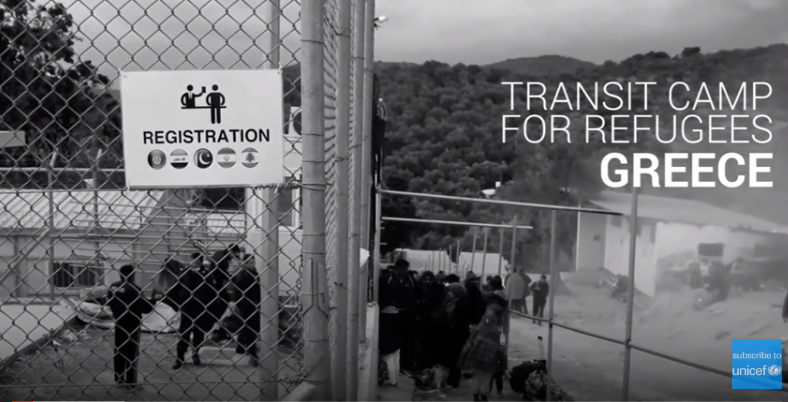 REGISTRATION
TRANSIT CAMP
FOR REFUGEES
GREECE
subscribe to
unicef